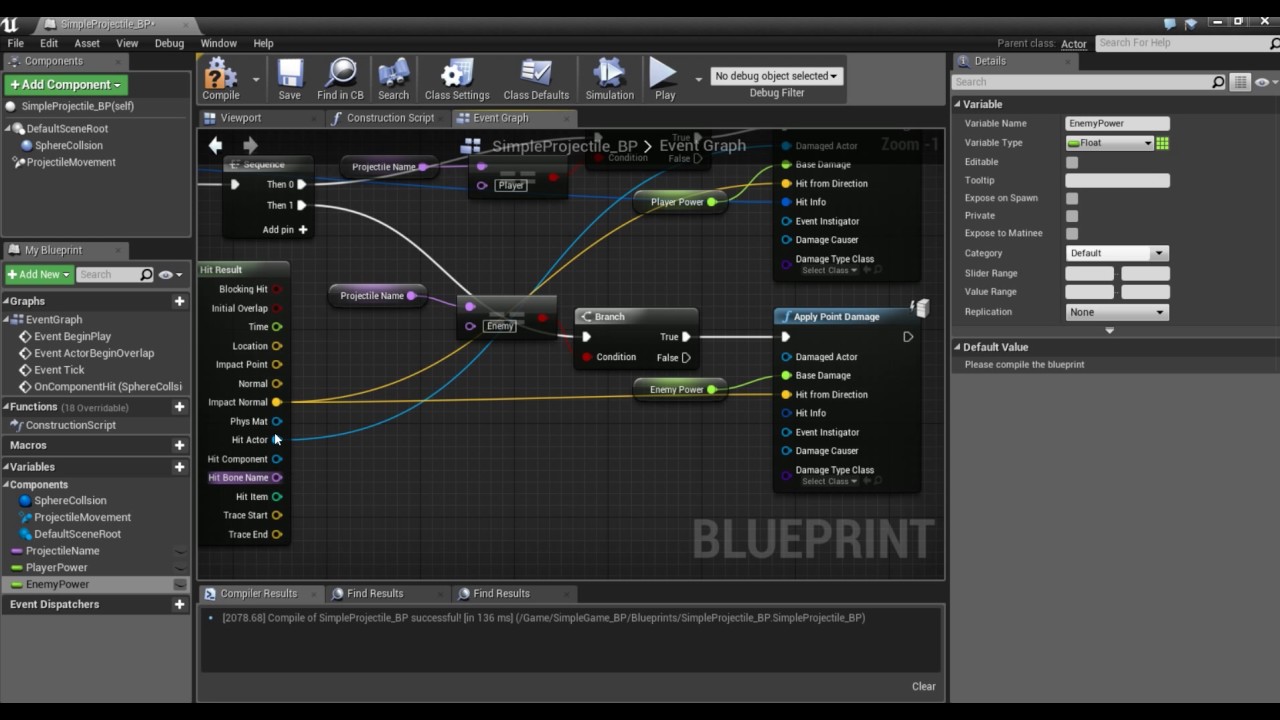 SimpleProjectile_BP*
File Edit Asset View Debug Window Help
Parent class: Actor
Search For Help
Components
+ Add Component
SimpleProjectile_BP(self)
DefaultSceneRoot
SphereCollision
ProjectileMovement
My Blueprint
+ Add New
Search
Graphs
EventGraph
Event BeginPlay
Event ActorBeginOverlap
Event Tick
OnComponentHit (SphereCollsi
Functions (18 Overridable)
ConstructionScript
Macros
Variables
Components
SphereCollsion
ProjectileMovement
DefaultSceneRoot
ProjectileName
PlayerPower
EnemyPower
Event Dispatchers
Compile Save Find in CB Search Class Settings Class Defaults Simulation Play
No debug object selected
Debug Filter
Viewport Construction Script Event Graph
SimpleProjectile_BP > Event Graph
Zoom -1
Sequence
Then 0
Then 1
Add pin +
Projectile Name
Player
True
Condition False
Player Power
Damaged Actor
Base Damage
Hit from Direction
Hit Info
Event Instigator
Damage Causer
Damage Type Class
Select Class
Hit Result
Blocking Hit
Initial Overlap
Time
Location
Impact Point
Normal
Impact Normal
Phys Mat
Hit Actor
Hit Component
Hit Bone Name
Hit Item
Trace Start
Trace End
Projectile Name
Enemy
Branch
True
Condition False
Enemy Power
Apply Point Damage
Damaged Actor
Base Damage
Hit from Direction
Hit Info
Event Instigator
Damage Causer
Damage Type Class
Select Class
BLUEPRINT
Compiler Results Find Results Find Results
[2078.68] Compile of SimpleProjectile_BP successful! [in 136 ms] (/Game/SimpleGame_BP/Blueprints/SimpleProjectile_BP.SimpleProjectile_BP)
Clear
Details
Search
Variable
Variable Name EnemyPower
Variable Type Float
Editable
Tooltip
Expose on Spawn
Private
Expose to Matinee
Category Default
Slider Range
Value Range
Replication None
Default Value
Please compile the blueprint